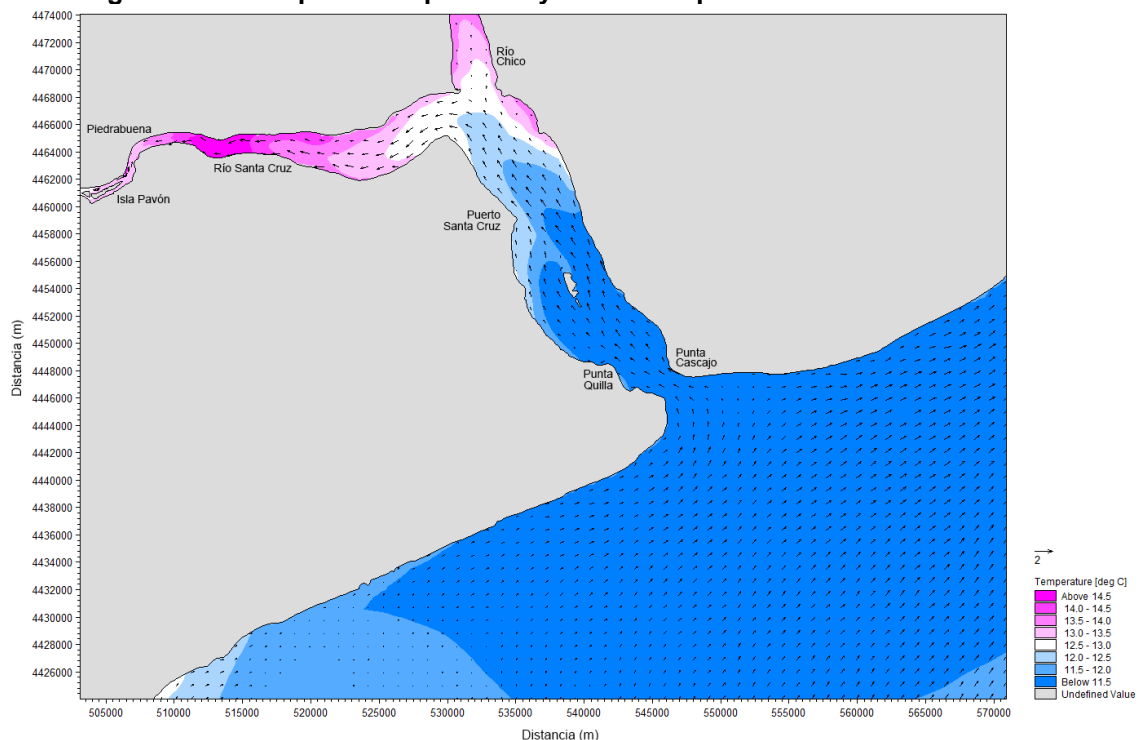 4474000
4472000
4470000
4468000
4466000
4464000
4462000
4460000
4458000
4456000
4454000
4452000
4450000
4448000
4446000
4444000
4442000
4440000
4438000
4436000
4434000
4432000
4430000
4428000
4426000
Distancia (m)
Río
Chico
Piedrabuena
Río Santa Cruz
Isla Pavón
Puerto
Santa Cruz
Punta
Cascajo
Punta
Quilla
505000 510000 515000 520000 525000 530000 535000 540000 545000 550000 555000 560000 565000 570000
Distancia (m)
2
Temperature [deg C]
Above 14.5
14.0 - 14.5
13.5 - 14.0
13.0 - 13.5
12.5 - 13.0
12.0 - 12.5
11.5 - 12.0
Below 11.5
Undefined Value